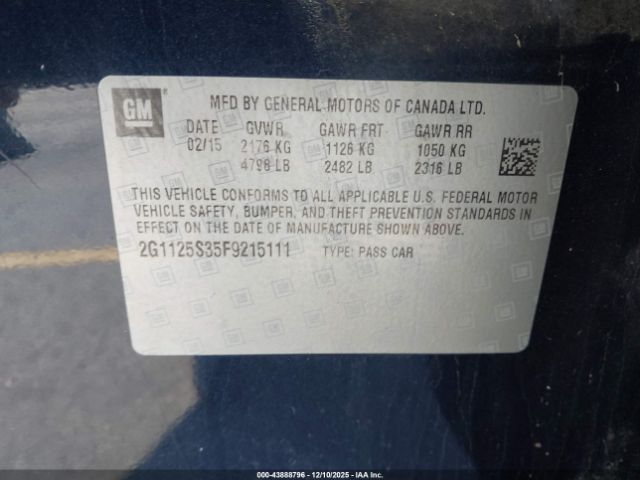 GM
MFD BY GENERAL MOTORS OF CANADA LTD.
DATE GVWR GAWR FRT GAWR RR
02/15 2176 KG 1126 KG 1050 KG
4798 LB 2482 LB 2316 LB
THIS VEHICLE CONFORMS TO ALL APPLICABLE U.S. FEDERAL MOTOR
VEHICLE SAFETY, BUMPER, AND THEFT PREVENTION STANDARDS IN
EFFECT ON THE DATE OF MANUFACTURE SHOWN ABOVE.
2G1125S35F9215111 TYPE: PASS CAR
000-43888796 - 12/10/2025 - IAA Inc.